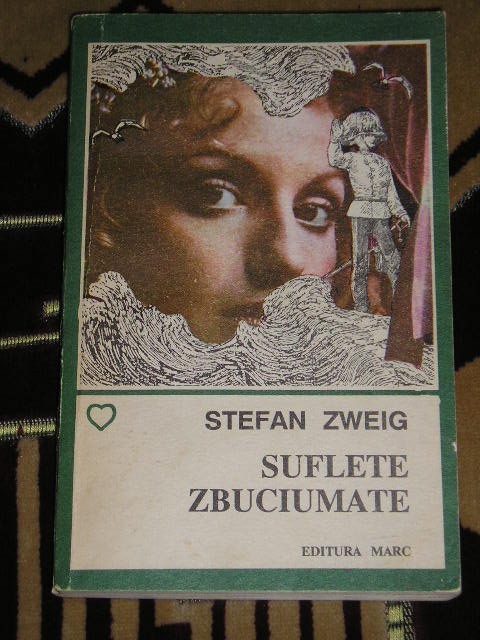 STEFAN ZWEIG
SUFLETE
ZBUCIUMATE
EDITURA MARC